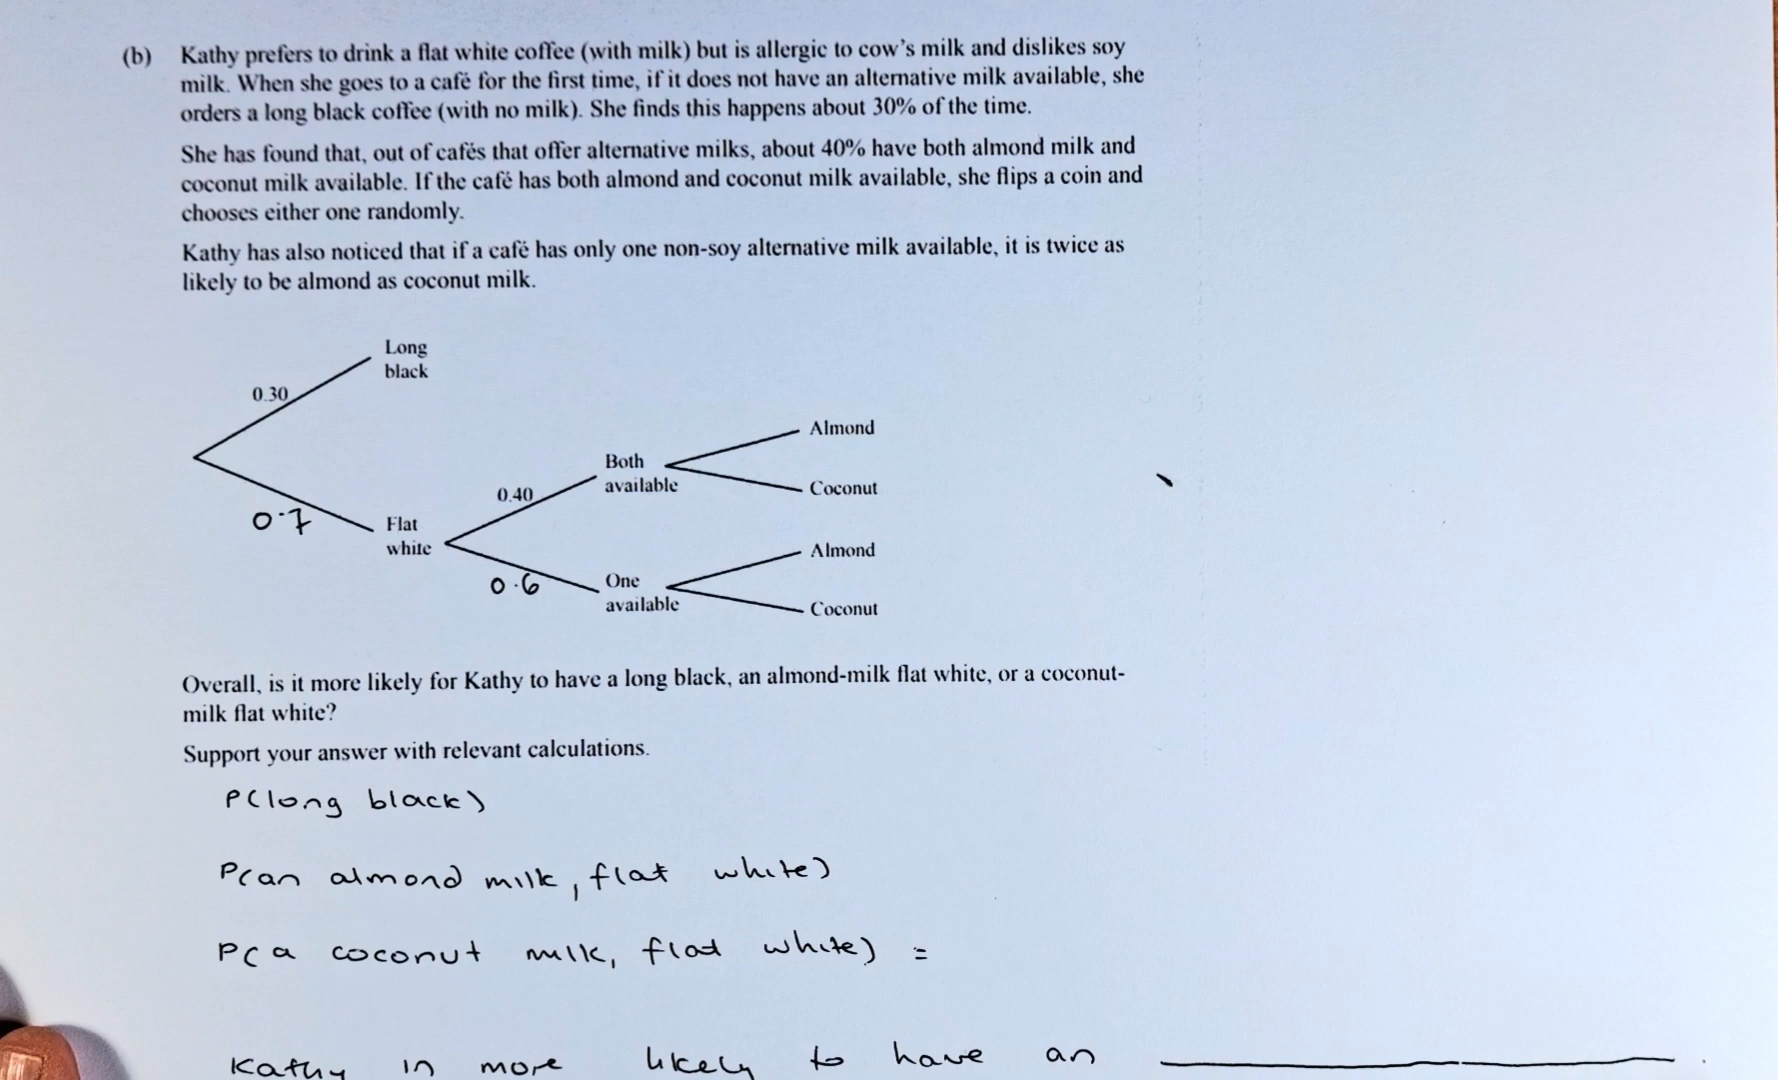 (b) Kathy prefers to drink a flat white coffee (with milk) but is allergic to cow's milk and dislikes soy
milk. When she goes to a café for the first time, if it does not have an alternative milk available, she
orders a long black coffee (with no milk). She finds this happens about 30% of the time.
She has found that, out of cafés that offer alternative milks, about 40% have both almond milk and
coconut milk available. If the café has both almond and coconut milk available, she flips a coin and
chooses either one randomly.
Kathy has also noticed that if a café has only one non-soy alternative milk available, it is twice as
likely to be almond as coconut milk.
Long
black
0.30
Almond
Both
available
0.40
Coconut
0.7
Flat
white
Almond
0.6
One
available
Coconut
Overall, is it more likely for Kathy to have a long black, an almond-milk flat white, or a coconut-
milk flat white?
Support your answer with relevant calculations.
P(long black)
P(an almond milk, flat white)
P(a coconut milk, flat white) =
Kathy in more likely to have an ________.